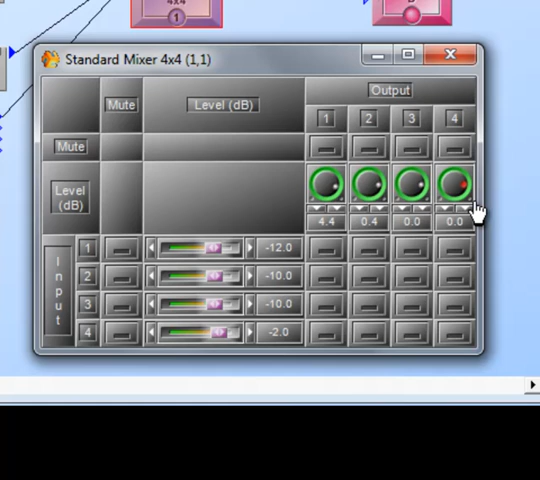 4x4
1
Standard Mixer 4x4 (1,1)
Mute
Level (dB)
Output
1 2 3 4
Mute
Level
(dB)
4.4 0.4 0.0 0.0
Input
1 -12.0
2 -10.0
3 -10.0
4 -2.0